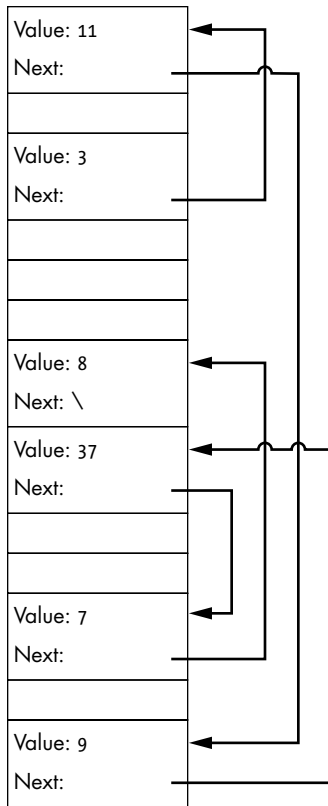 Value: 11
Next:
Value: 3
Next:
Value: 8
Next: \
Value: 37
Next:
Value: 7
Next:
Value: 9
Next: